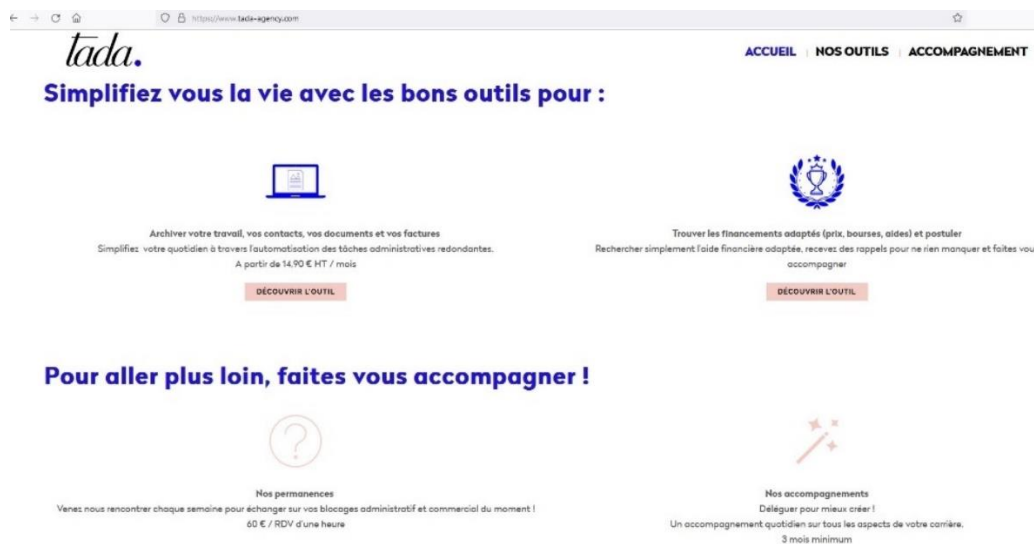 https://www.tada-agency.com
tada.
ACCUEIL | NOS OUTILS | ACCOMPAGNEMENT
Simplifiez vous la vie avec les bons outils pour :
Archiver votre travail, vos contacts, vos documents et vos factures
Simplifiez votre quotidien à travers l'automatisation des tâches administratives redondantes.
A partir de 14,90 € HT / mois
DÉCOUVRIR L'OUTIL
Trouver les financements adaptés (prix, bourses, aides) et postuler
Rechercher simplement l'aide financière adaptée, recevez des rappels pour ne rien manquer et faites vou
accompagner
DÉCOUVRIR L'OUTIL
Pour aller plus loin, faites vous accompagner !
Nos permanences
Venez nous rencontrer chaque semaine pour échanger sur vos blocages administratif et commercial du moment !
60 € / RDV d'une heure
Nos accompagnements
Déléguer pour mieux créer !
Un accompagnement quotidien sur tous les aspects de votre carrière.
3 mois minimum